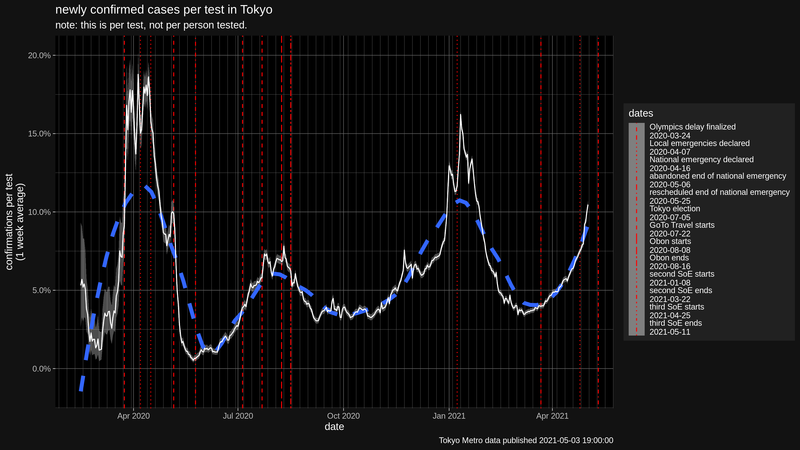 newly confirmed cases per test in Tokyo
note: this is per test, not per person tested.
20.0%
15.0%
10.0%
5.0%
0.0%
confirmations per test
(1 week average)
Apr 2020
Jul 2020
Oct 2020
Jan 2021
Apr 2021
date
dates
Olympics delay finalized
2020-03-24
Local emergencies declared
2020-04-07
National emergency declared
2020-04-16
abandoned end of national emergency
2020-05-06
rescheduled end of national emergency
2020-05-25
Tokyo election
2020-07-05
GoTo Travel starts
2020-07-22
Obon starts
2020-08-08
Obon ends
2020-08-16
second SoE starts
2021-01-08
second SoE ends
2021-03-22
third SoE starts
2021-04-25
third SoE ends
2021-05-11
Tokyo Metro data published 2021-05-03 19:00:00